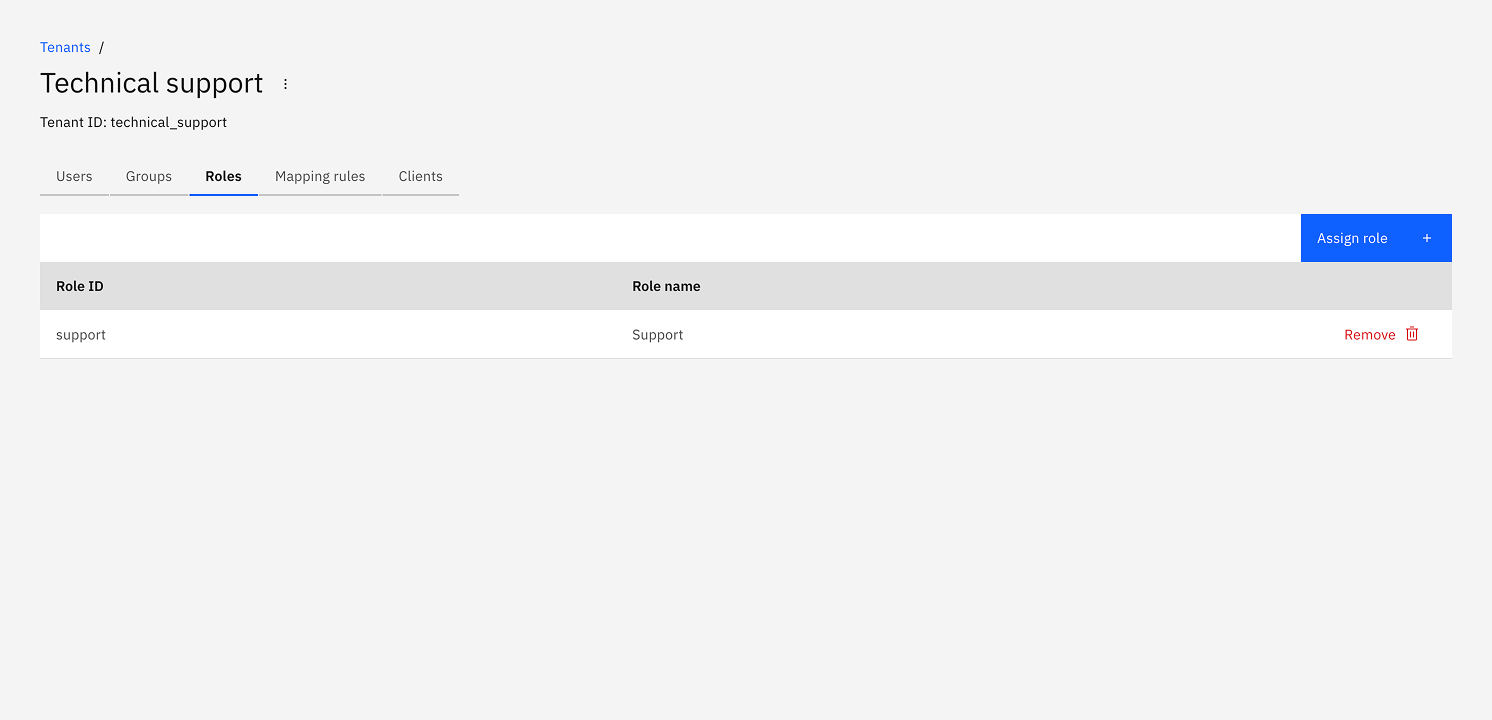 Tenants /
Technical support
Tenant ID: technical_support
Users Groups Roles Mapping rules Clients
Assign role +
Role ID Role name
support Support Remove